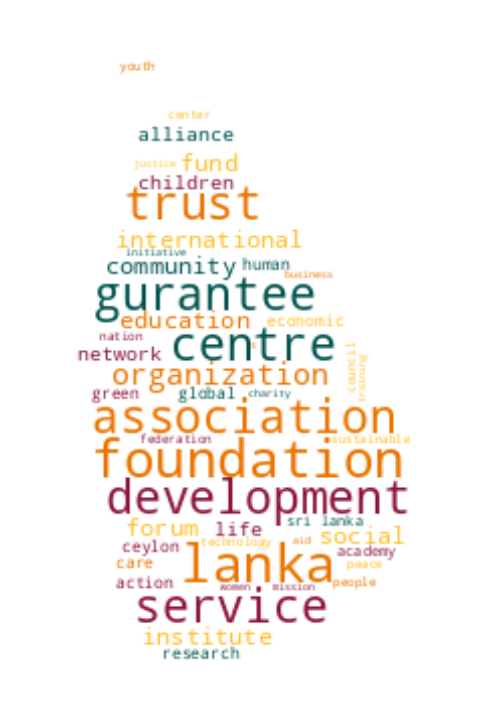 youth
center
alliance
justice fund
children
trust
international
initiative
community human
business
gurantee
education economic
nation
network centre
council
training
organization
green global charity
association
federation sustainable
foundation
development
sri lanka
forum life social
ceylon technology aid
academy
care lanka peace
action women mission people
service
institute
research